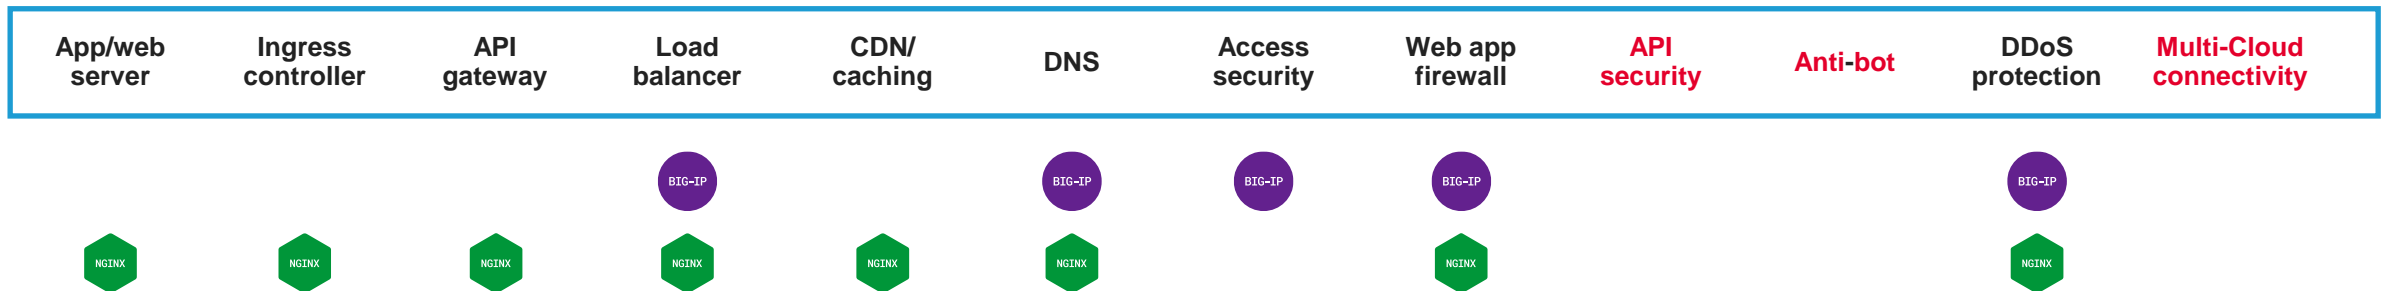 App/web
server
Ingress
controller
API
gateway
Load
balancer
CDN/
caching
DNS
Access
security
Web app
firewall
API
security
Anti-bot
DDoS
protection
Multi-Cloud
connectivity
BIG-IP
BIG-IP
BIG-IP
BIG-IP
BIG-IP
NGINX
NGINX
NGINX
NGINX
NGINX
NGINX
NGINX
NGINX